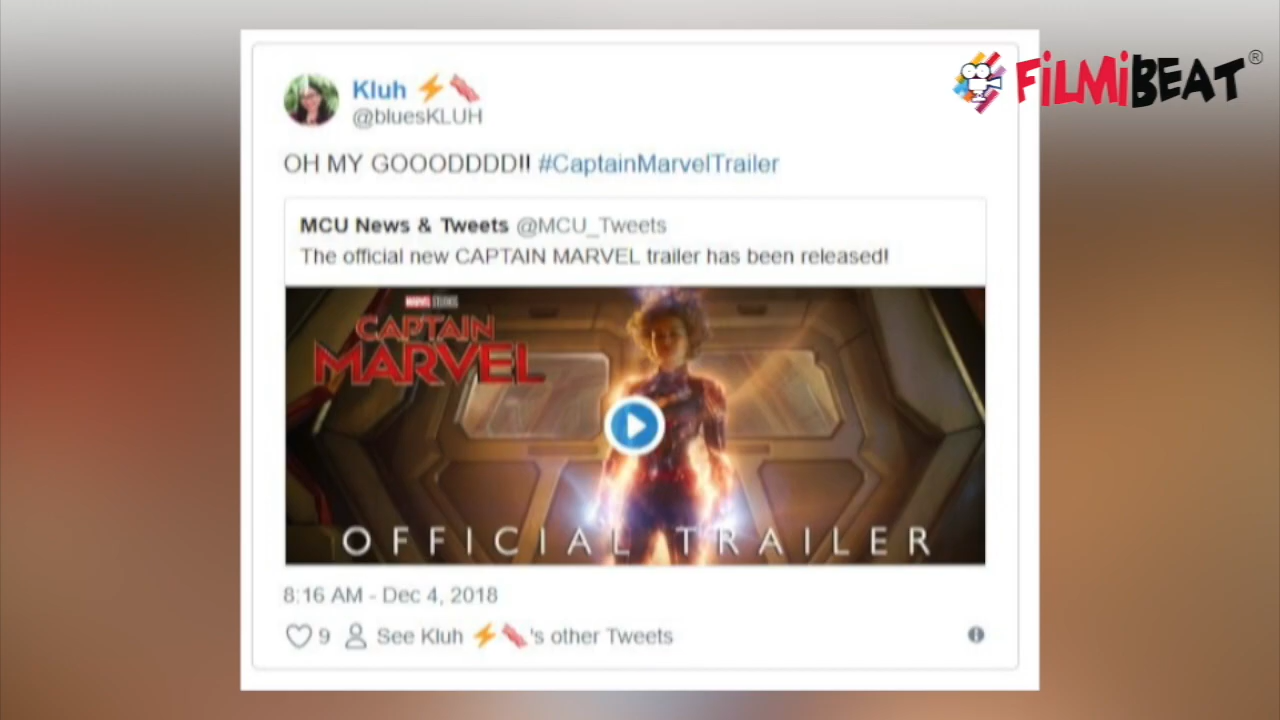 FiLMiBEAT®
Kluh ⚡🥓
@bluesKLUH
OH MY GOOODDDD!! #CaptainMarvelTrailer
MCU News & Tweets @MCU_Tweets
The official new CAPTAIN MARVEL trailer has been released!
MARVEL STUDIOS
CAPTAIN
MARVEL
OFFICIAL TRAILER
8:16 AM - Dec 4, 2018
9 See Kluh ⚡🥓's other Tweets